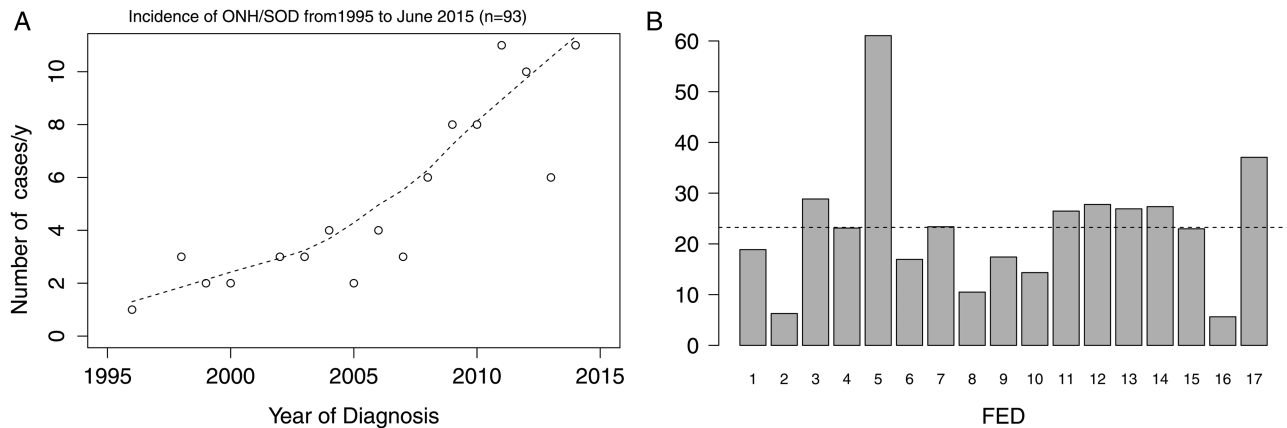 A
Incidence of ONH/SOD from1995 to June 2015 (n=93)
Number of cases/y
0
2
4
6
8
10
1995 2000 2005 2010 2015
Year of Diagnosis
B
0
10
20
30
40
50
60
1 2 3 4 5 6 7 8 9 10 11 12 13 14 15 16 17
FED